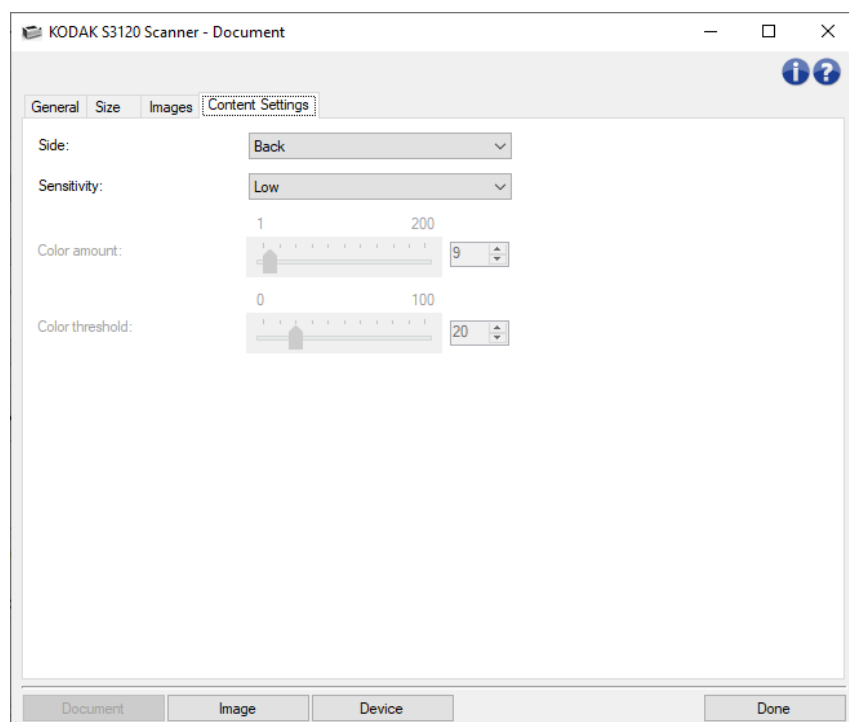 KODAK S3120 Scanner - Document
General Size Images Content Settings
Side: Back
Sensitivity: Low
1 200
Color amount: 9
0 100
Color threshold: 20
Document Image Device Done